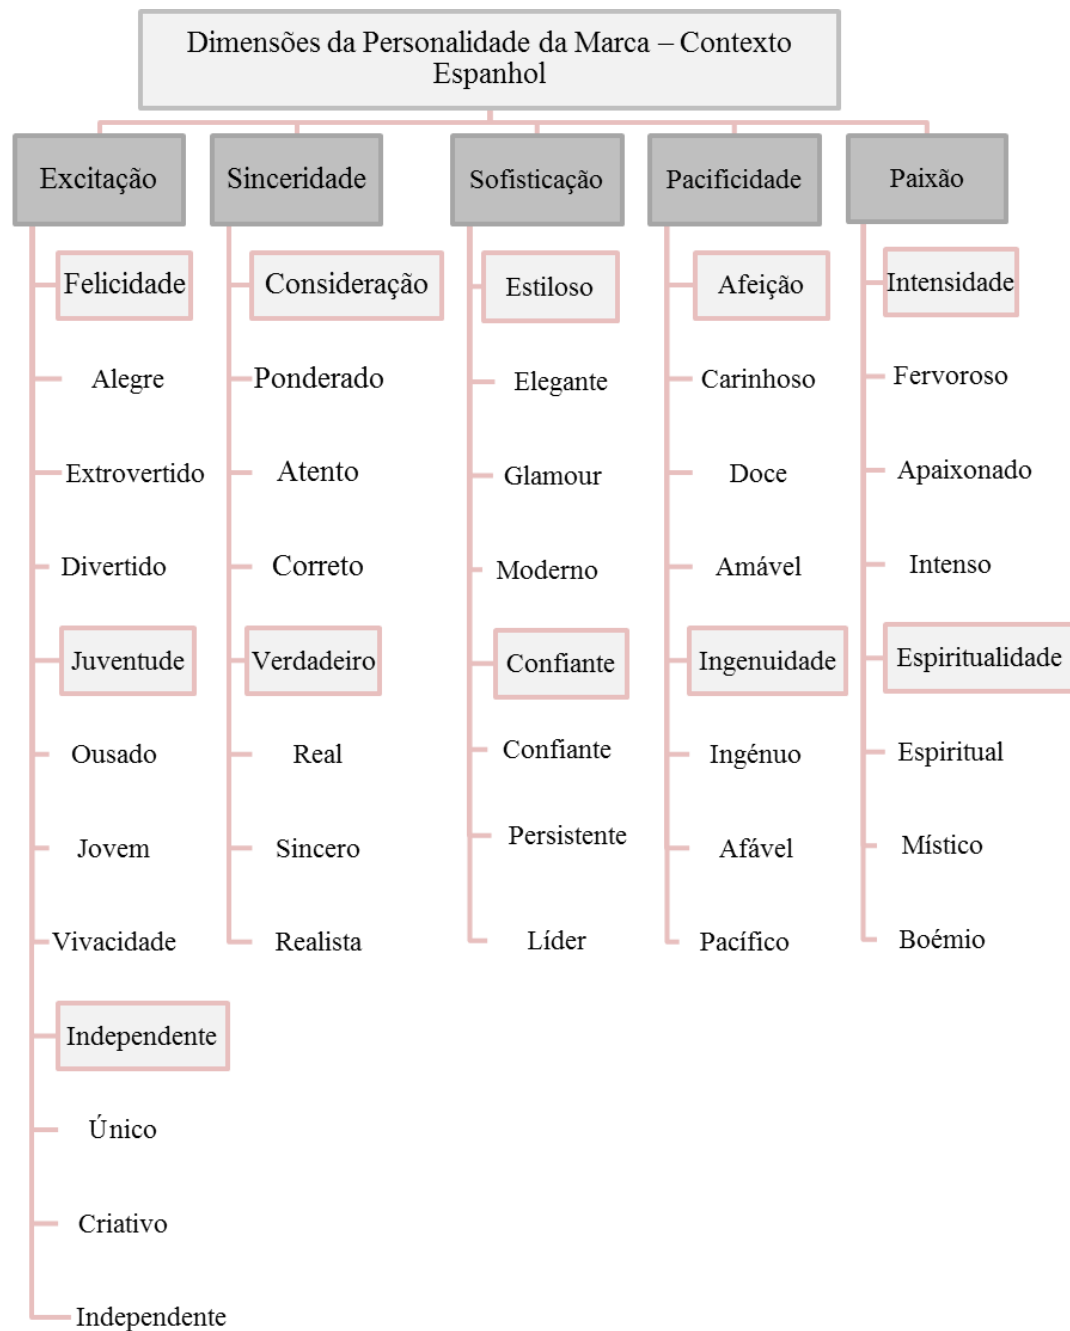 Dimensões da Personalidade da Marca – Contexto
Espanhol
Excitação
Felicidade
Alegre
Extrovertido
Divertido
Juventude
Ousado
Jovem
Vivacidade
Independente
Único
Criativo
Independente
Sinceridade
Consideração
Ponderado
Atento
Correto
Verdadeiro
Real
Sincero
Realista
Sofisticação
Estiloso
Elegante
Glamour
Moderno
Confiante
Confiante
Persistente
Líder
Pacificidade
Afeição
Carinhoso
Doce
Amável
Ingenuidade
Ingénuo
Afável
Pacífico
Paixão
Intensidade
Fervoroso
Apaixonado
Intenso
Espiritualidade
Espiritual
Místico
Boémio